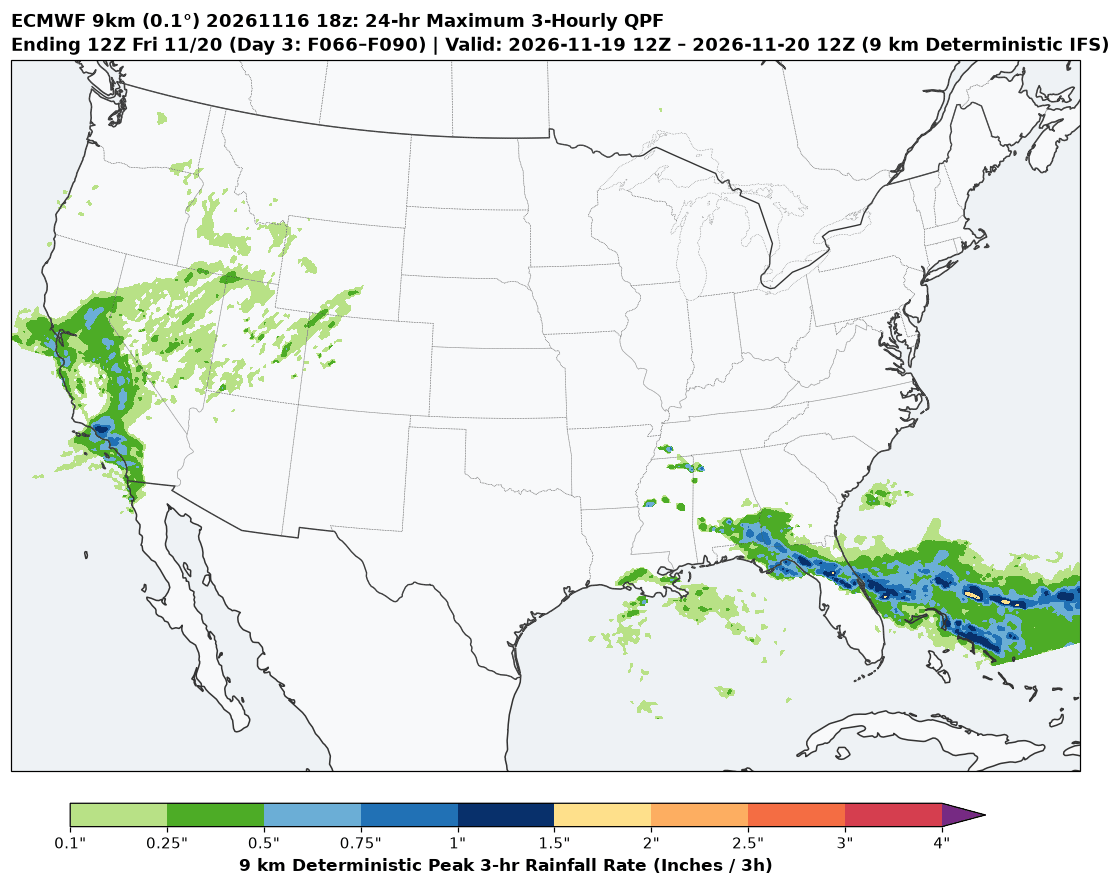 ECMWF 9km (0.1°) 20261116 18z: 24-hr Maximum 3-Hourly QPF
Ending 12Z Fri 11/20 (Day 3: F066–F090) | Valid: 2026-11-19 12Z – 2026-11-20 12Z (9 km Deterministic IFS)
0.1" 0.25" 0.5" 0.75" 1" 1.5" 2" 2.5" 3" 4"
9 km Deterministic Peak 3-hr Rainfall Rate (Inches / 3h)